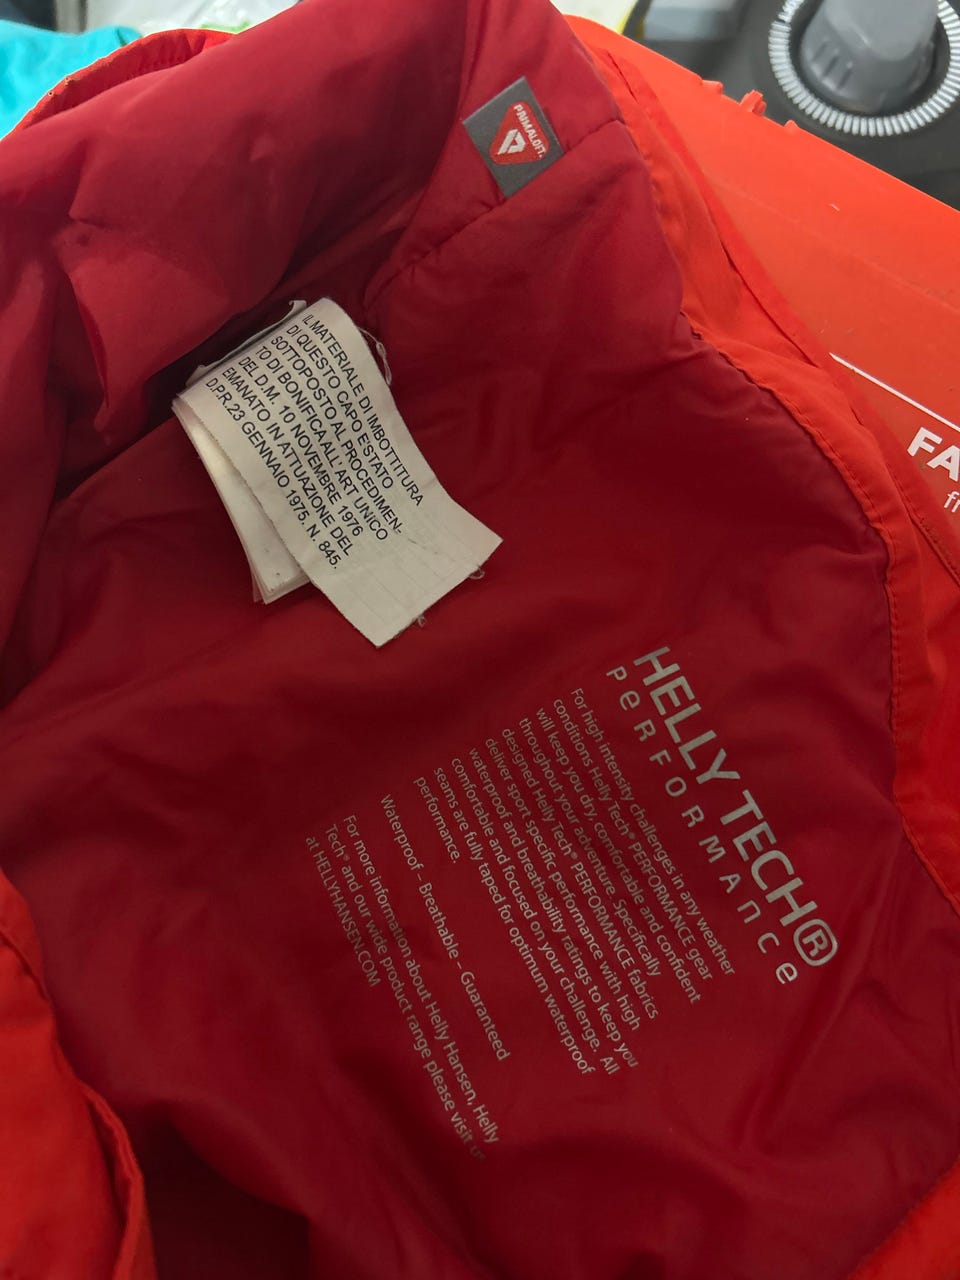 PRIMALOFT
IL MATERIALE DI IMBOTTITURA
DI QUESTO CAPO E'STATO
SOTTOPOSTO AL PROCEDIMEN-
TO DI BONIFICA ALL'ART UNICO
DEL D.M. 10 NOVEMBRE 1976
EMANATO IN ATTUAZIONE DEL
D.P.R.23 GENNAIO 1975. N. 845.
FA
HELLY TECH®
PERFORMAnce
For high intensity challenges in any weather
conditions Helly Tech® PERFORMANCE gear
will keep you dry, comfortable and confident
throughout your adventure. Specifically
designed Helly Tech® PERFORMANCE fabrics
deliver sport specific performance with high
waterproof and breathability ratings to keep you
comfortable and focused on your challenge. All
seams are fully taped for optimum waterproof
performance.
Waterproof – Breathable – Guaranteed
For more information about Helly Hansen, Helly
Tech® and our wide product range please visit us
at HELLYHANSEN.COM